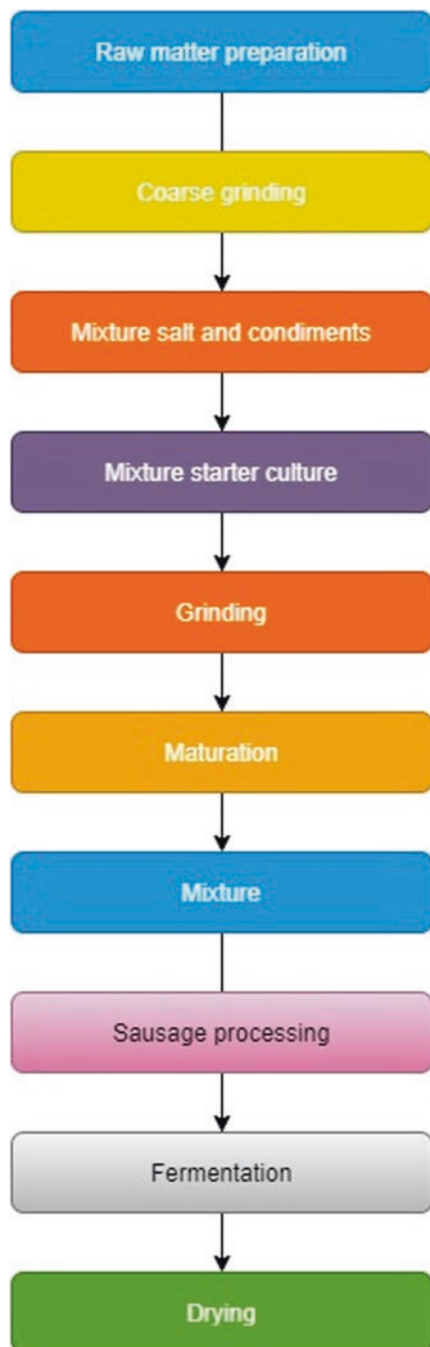 Raw matter preparation
Coarse grinding
Mixture salt and condiments
Mixture starter culture
Grinding
Maturation
Mixture
Sausage processing
Fermentation
Drying